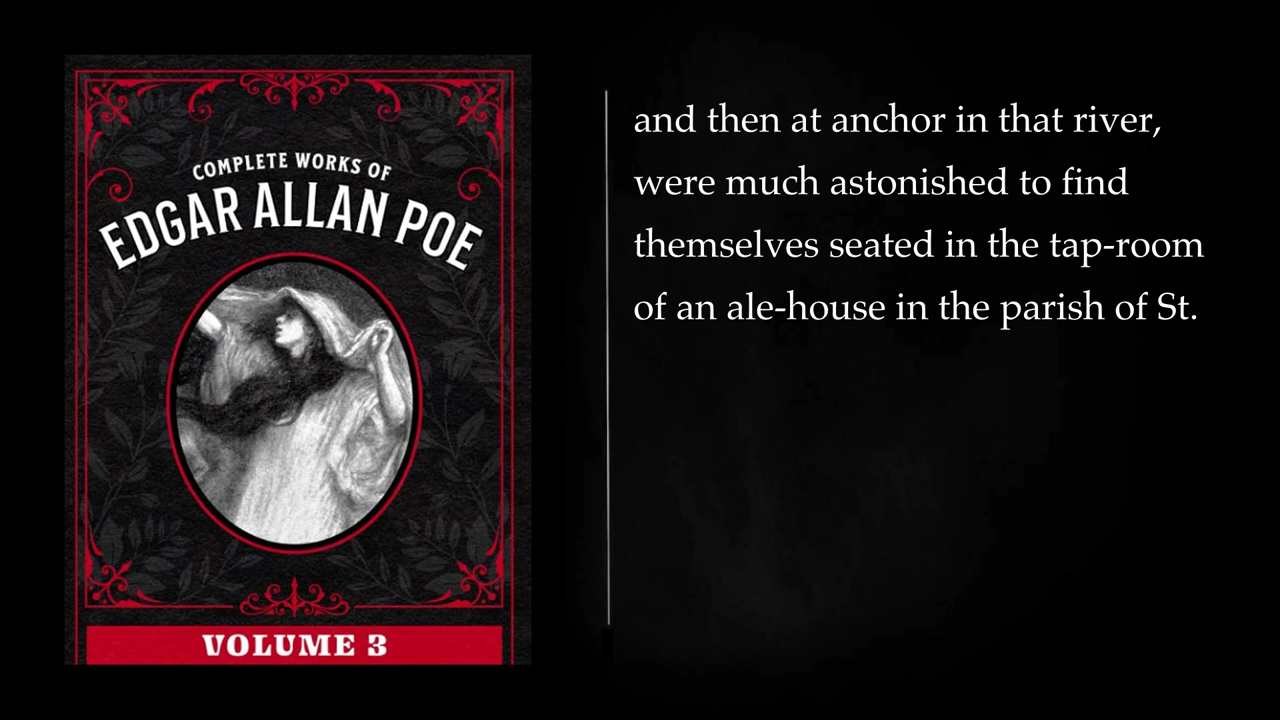 COMPLETE WORKS OF
EDGAR ALLAN POE
VOLUME 3
and then at anchor in that river,
were much astonished to find
themselves seated in the tap-room
of an ale-house in the parish of St.